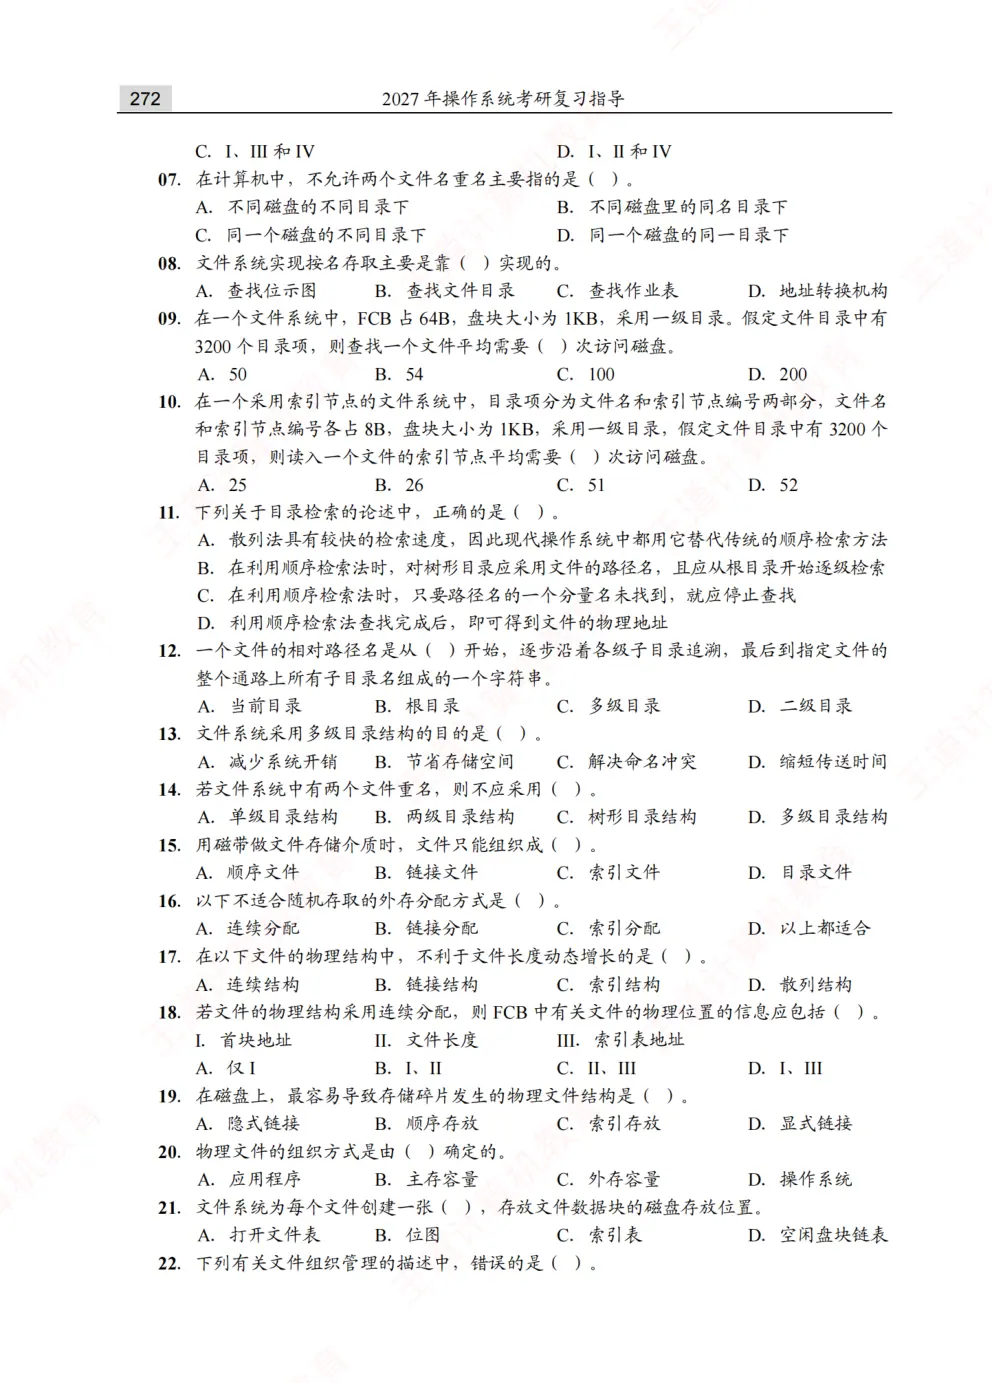 272
2027 年操作系统考研复习指导
C. I、III 和 IV D. I、II 和 IV
07. 在计算机中，不允许两个文件名重名主要指的是（ ）。
A. 不同磁盘的不同目录下 B. 不同磁盘里的同名目录下
C. 同一个磁盘的不同目录下 D. 同一个磁盘的同一目录下
08. 文件系统实现按名存取主要是靠（ ）实现的。
A. 查找位示图 B. 查找文件目录 C. 查找作业表 D. 地址转换机构
09. 在一个文件系统中，FCB 占 64B，盘块大小为 1KB，采用一级目录。假定文件目录中有
3200 个目录项，则查找一个文件平均需要（ ）次访问磁盘。
A. 50 B. 54 C. 100 D. 200
10. 在一个采用索引节点的文件系统中，目录项分为文件名和索引节点编号两部分，文件名
和索引节点编号各占 8B，盘块大小为 1KB，采用一级目录，假定文件目录中有 3200 个
目录项，则读入一个文件的索引节点平均需要（ ）次访问磁盘。
A. 25 B. 26 C. 51 D. 52
11. 下列关于目录检索的论述中，正确的是（ ）。
A. 散列法具有较快的检索速度，因此现代操作系统中都用它替代传统的顺序检索方法
B. 在利用顺序检索法时，对树形目录应采用文件的路径名，且应从根目录开始逐级检索
C. 在利用顺序检索法时，只要路径名的一个分量名未找到，就应停止查找
D. 利用顺序检索法查找完成后，即可得到文件的物理地址
12. 一个文件的相对路径名是从（ ）开始，逐步沿着各级子目录追溯，最后到指定文件的
整个通路上所有子目录名组成的一个字符串。
A. 当前目录 B. 根目录 C. 多级目录 D. 二级目录
13. 文件系统采用多级目录结构的目的是（ ）。
A. 减少系统开销 B. 节省存储空间 C. 解决命名冲突 D. 缩短传送时间
14. 若文件系统中有两个文件重名，则不应采用（ ）。
A. 单级目录结构 B. 两级目录结构 C. 树形目录结构 D. 多级目录结构
15. 用磁带做文件存储介质时，文件只能组织成（ ）。
A. 顺序文件 B. 链接文件 C. 索引文件 D. 目录文件
16. 以下不适合随机存取的外存分配方式是（ ）。
A. 连续分配 B. 链接分配 C. 索引分配 D. 以上都适合
17. 在以下文件的物理结构中，不利于文件长度动态增长的是（ ）。
A. 连续结构 B. 链接结构 C. 索引结构 D. 散列结构
18. 若文件的物理结构采用连续分配，则 FCB 中有关文件的物理位置的信息应包括（ ）。
I. 首块地址 II. 文件长度 III. 索引表地址
A. 仅 I B. I、II C. II、III D. I、III
19. 在磁盘上，最容易导致存储碎片发生的物理文件结构是（ ）。
A. 隐式链接 B. 顺序存放 C. 索引存放 D. 显式链接
20. 物理文件的组织方式是由（ ）确定的。
A. 应用程序 B. 主存容量 C. 外存容量 D. 操作系统
21. 文件系统为每个文件创建一张（ ），存放文件数据块的磁盘存放位置。
A. 打开文件表 B. 位图 C. 索引表 D. 空闲盘块链表
22. 下列有关文件组织管理的描述中，错误的是（ ）。